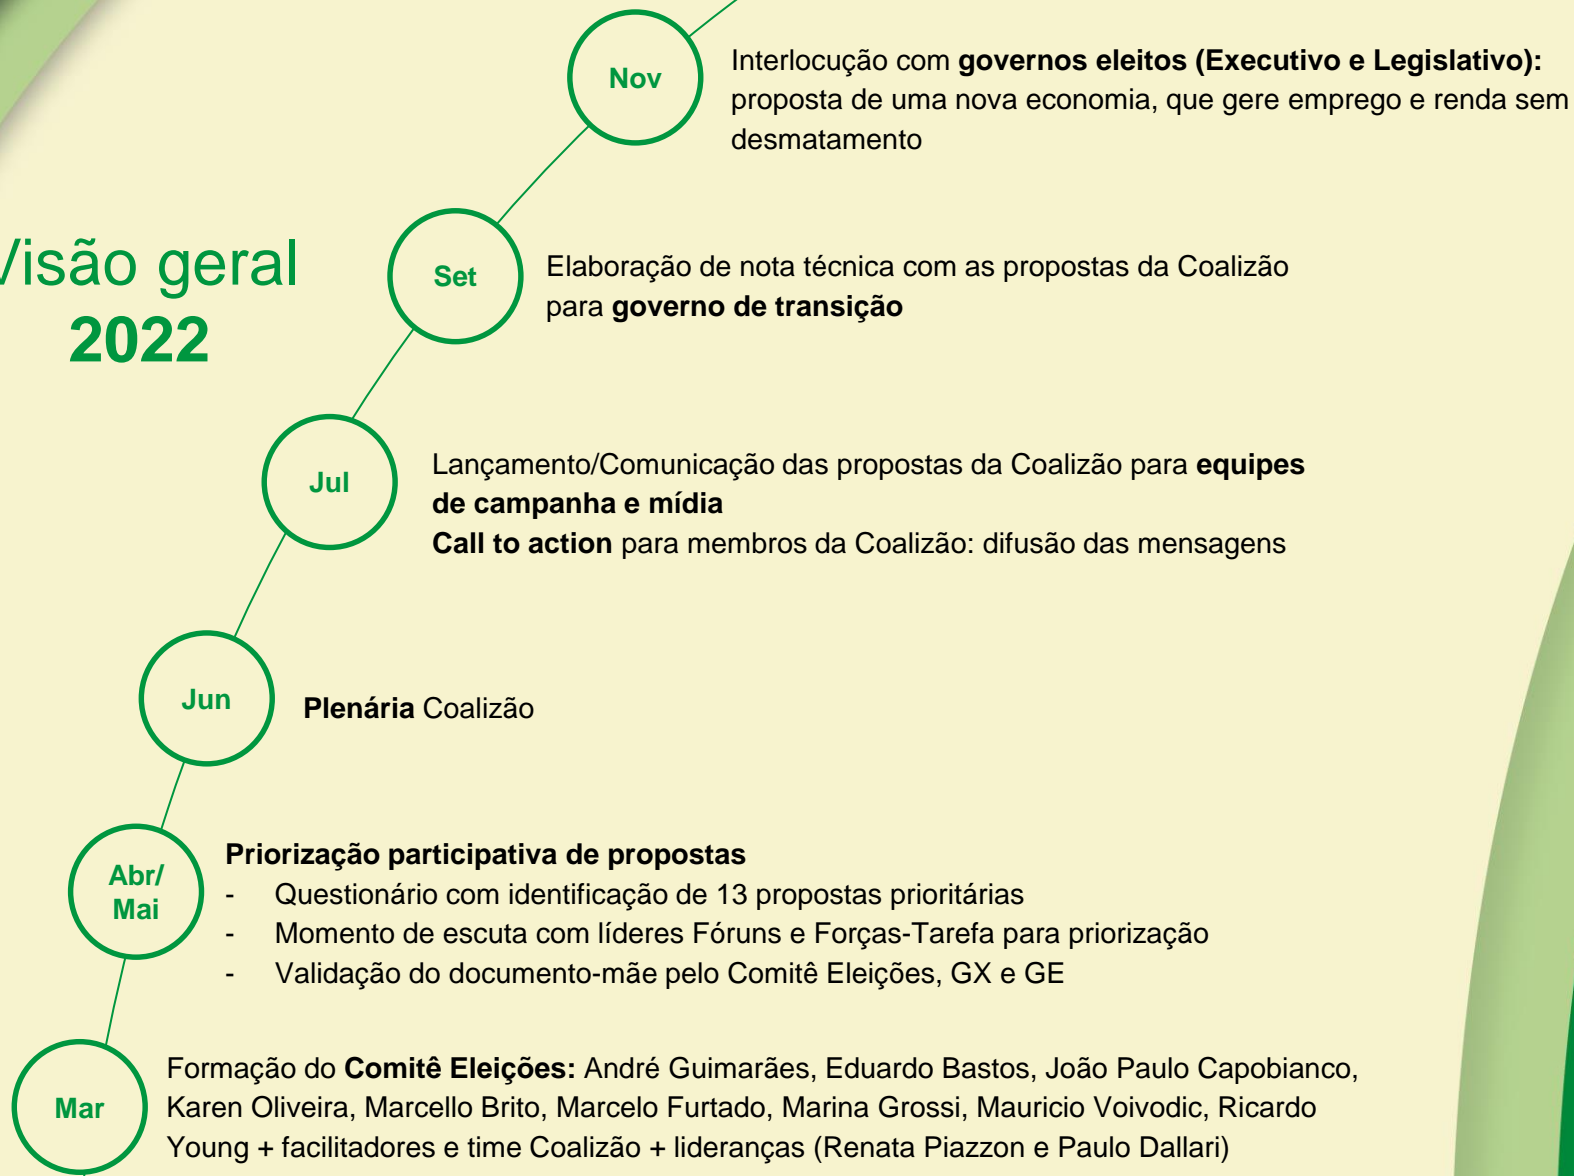 Nov
Interlocução com governos eleitos (Executivo e Legislativo):
proposta de uma nova economia, que gere emprego e renda sem
desmatamento
Visão geral
2022
Set
Elaboração de nota técnica com as propostas da Coalizão
para governo de transição
Jul
Lançamento/Comunicação das propostas da Coalizão para equipes
de campanha e mídia
Call to action para membros da Coalizão: difusão das mensagens
Jun
Plenária Coalizão
Abr/
Mai
Priorização participativa de propostas
- Questionário com identificação de 13 propostas prioritárias
- Momento de escuta com líderes Fóruns e Forças-Tarefa para priorização
- Validação do documento-mãe pelo Comitê Eleições, GX e GE
Mar
Formação do Comitê Eleições: André Guimarães, Eduardo Bastos, João Paulo Capobianco,
Karen Oliveira, Marcello Brito, Marcelo Furtado, Marina Grossi, Mauricio Voivodic, Ricardo
Young + facilitadores e time Coalizão + lideranças (Renata Piazzon e Paulo Dallari)